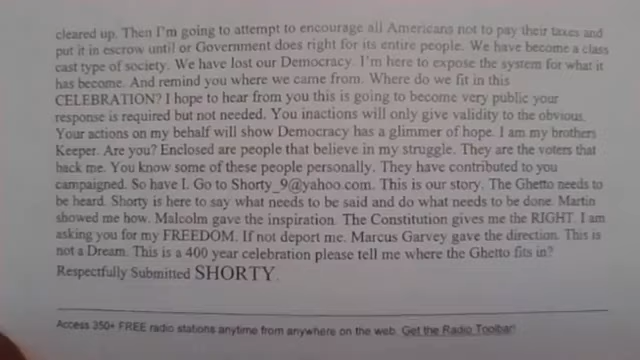 cleared up. Then I'm going to attempt to encourage all Americans not to pay their taxes and
put it in escrow until or Government does right for its entire people. We have become a class
cast type of society. We have lost our Democracy. I'm here to expose the system for what it
has become. And remind you where we came from. Where do we fit in this
CELEBRATION? I hope to hear from you this is going to become very public your
response is required but not needed. You inactions will only give validity to the obvious.
Your actions on my behalf will show Democracy has a glimmer of hope. I am my brothers
Keeper. Are you? Enclosed are people that believe in my struggle. They are the voters that
back me. You know some of these people personally. They have contributed to you
campaigned. So have I. Go to Shorty_9@yahoo.com. This is our story. The Ghetto needs to
be heard. Shorty is here to say what needs to be said and do what needs to be done. Martin
showed me how. Malcolm gave the inspiration. The Constitution gives me the RIGHT. I am
asking you for my FREEDOM. If not deport me. Marcus Garvey gave the direction. This is
not a Dream. This is a 400 year celebration please tell me where the Ghetto fits in?
Respectfully Submitted SHORTY.
Access 350+ FREE radio stations anytime from anywhere on the web. Get the Radio Toolbar!